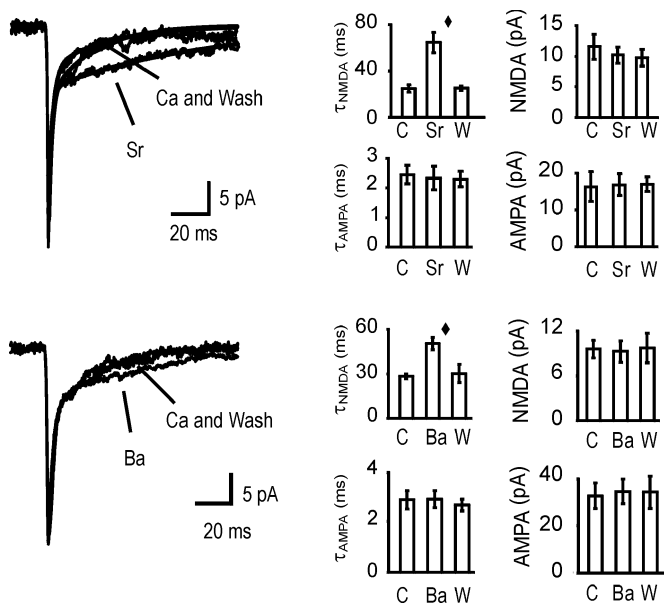 Ca and Wash
Sr
5 pA
20 ms
τNMDA (ms)
80
40
0
C Sr W
NMDA (pA)
15
10
5
0
C Sr W
τAMPA (ms)
3
2
1
0
C Sr W
AMPA (pA)
20
10
0
C Sr W
Ca and Wash
Ba
5 pA
20 ms
τNMDA (ms)
60
30
0
C Ba W
NMDA (pA)
12
6
0
C Ba W
τAMPA (ms)
4
2
0
C Ba W
AMPA (pA)
40
20
0
C Ba W